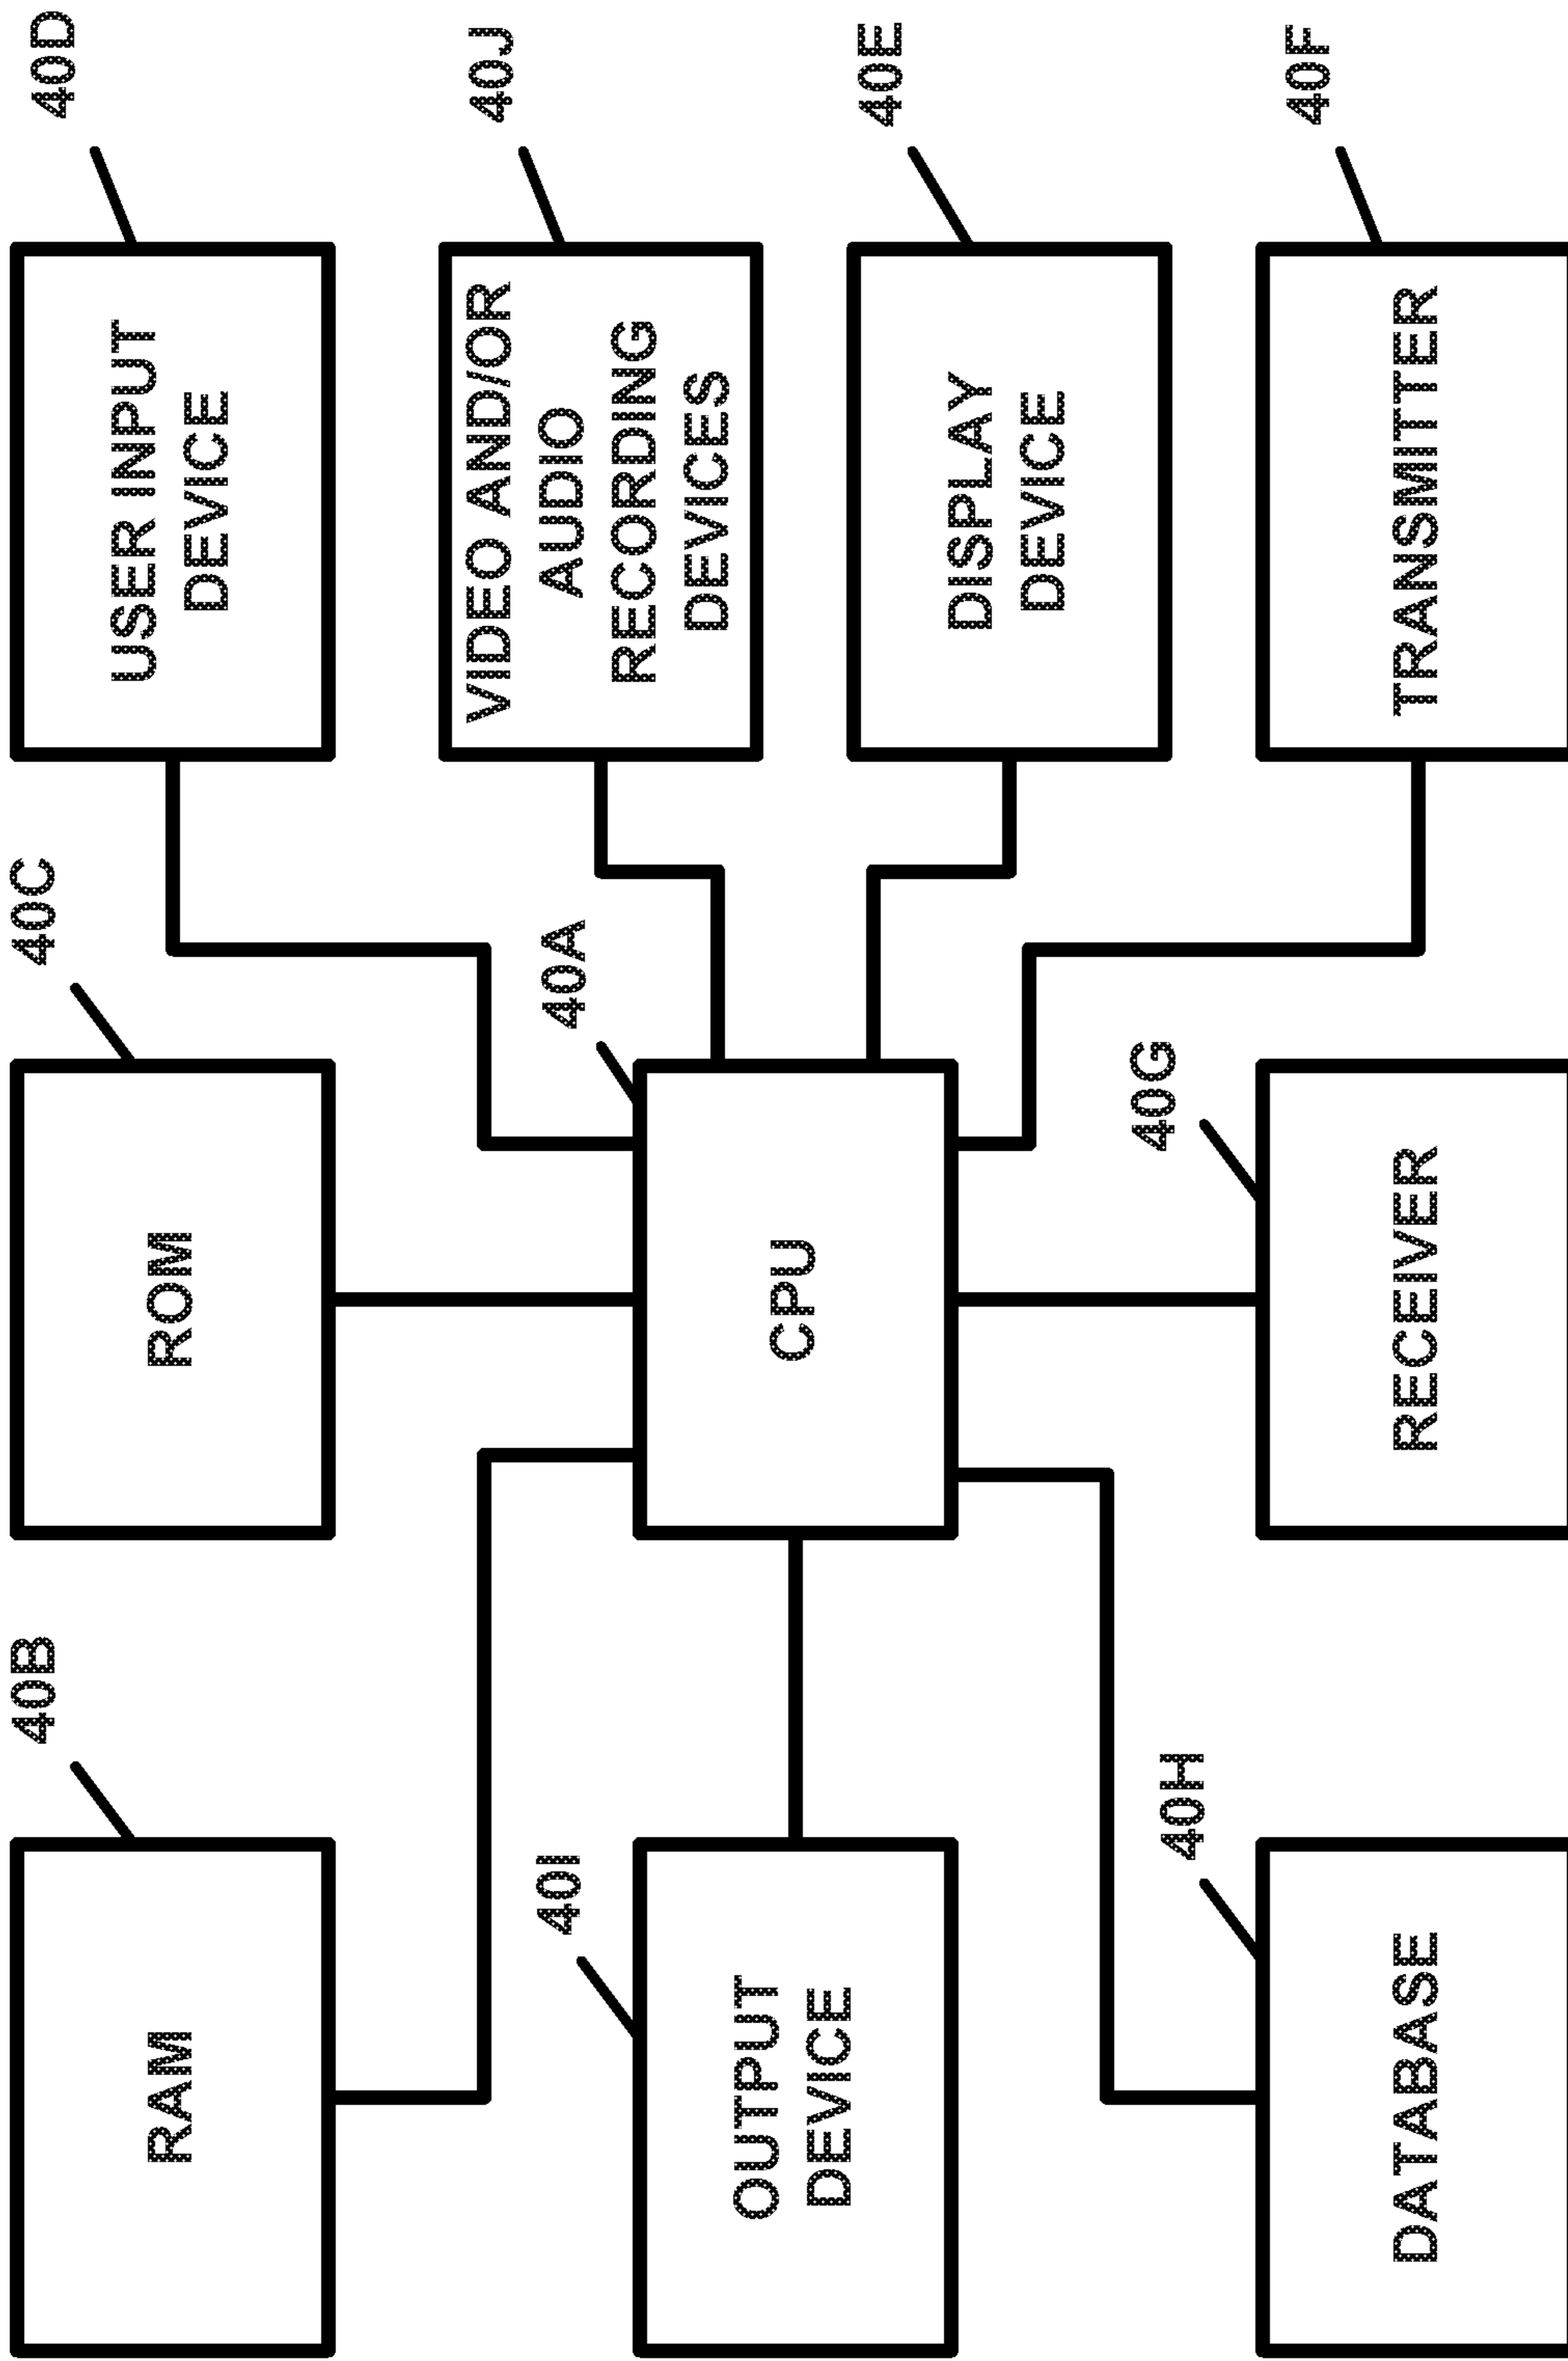 40B
RAM
40C
ROM
40D
USER INPUT
DEVICE
40I
OUTPUT
DEVICE
40A
CPU
40J
VIDEO AND/OR
AUDIO
RECORDING
DEVICES
40E
DISPLAY
DEVICE
40H
DATABASE
40G
RECEIVER
40F
TRANSMITTER